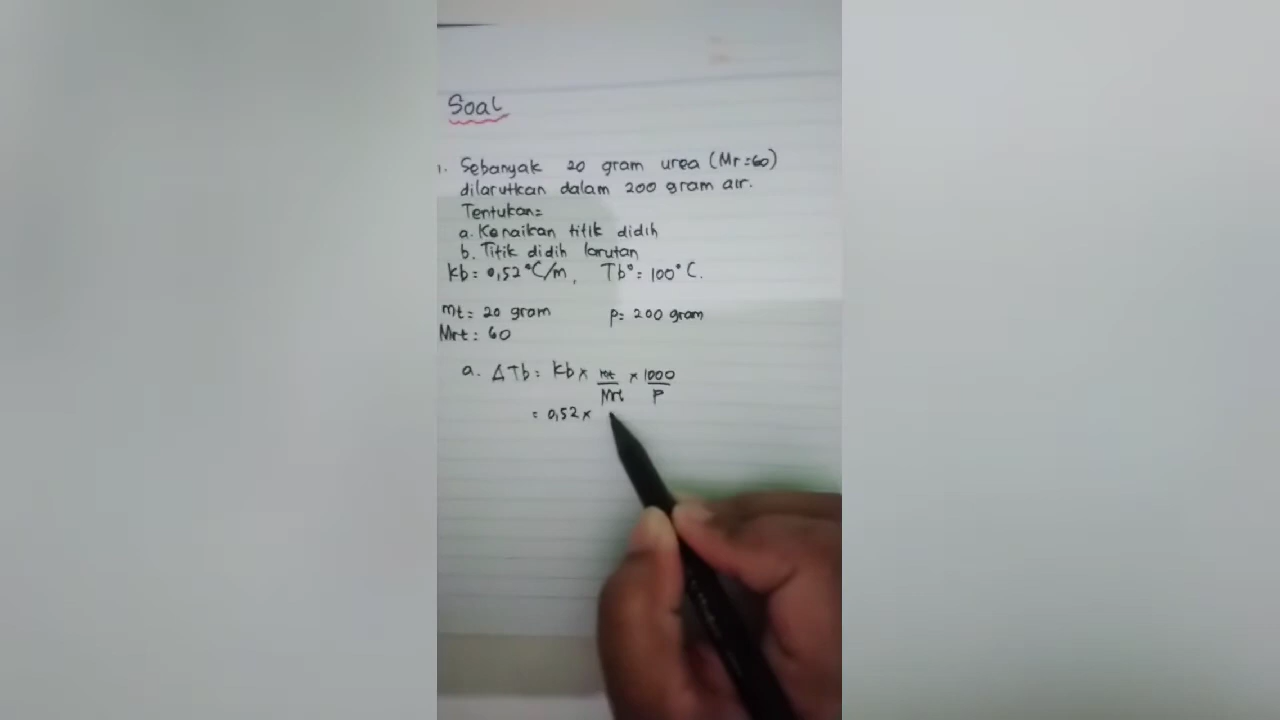 Soal
1. Sebanyak 20 gram urea (Mr=60)
dilarutkan dalam 200 gram air.
Tentukan=
a. Kenaikan titik didih
b. Titik didih larutan
kb= 0,52°C/m, Tb°= 100°C.
mt= 20 gram p= 200 gram
Mrt: 60
a. ΔTb= kb × mt/Mrt × 1000/P
= 0,52 ×